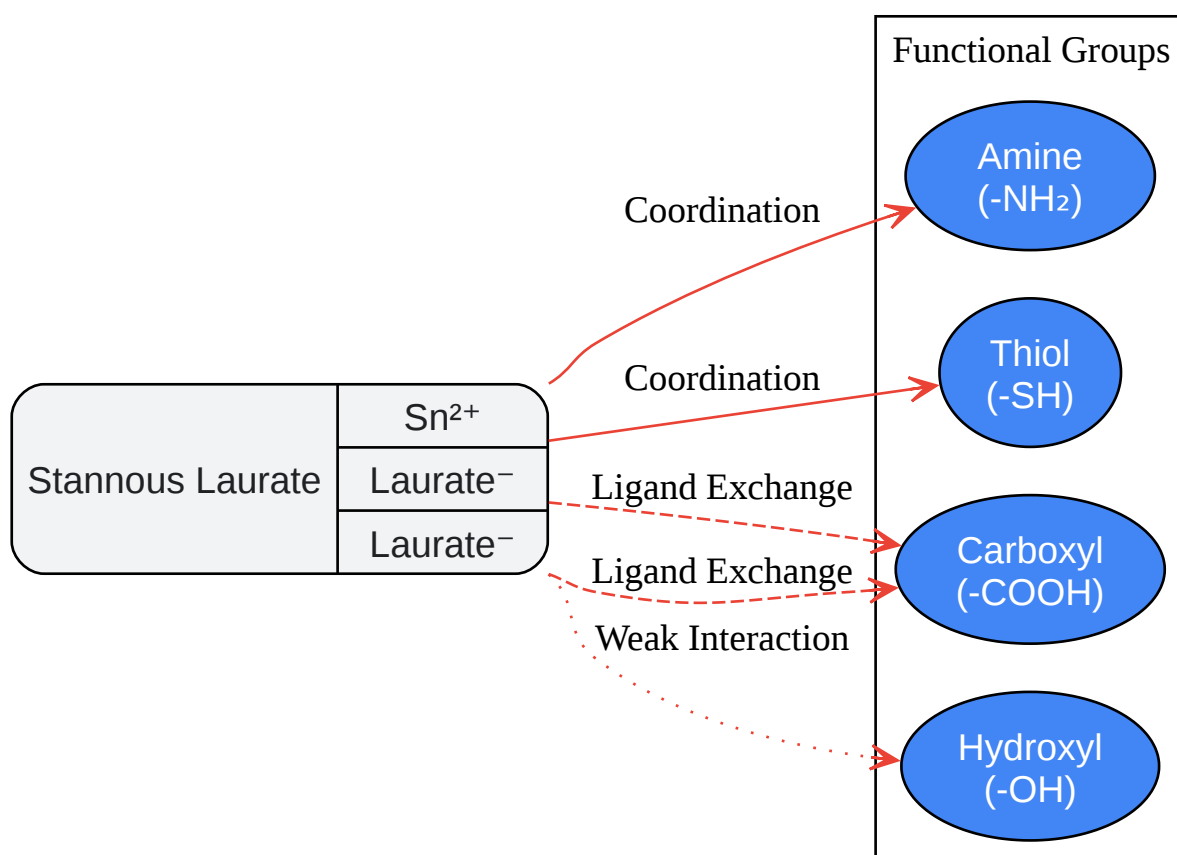 Functional Groups
Amine
(-NH₂)
Coordination
Thiol
(-SH)
Coordination
Stannous Laurate
Sn²⁺
Laurate⁻
Laurate⁻
Ligand Exchange
Ligand Exchange
Carboxyl
(-COOH)
Weak Interaction
Hydroxyl
(-OH)